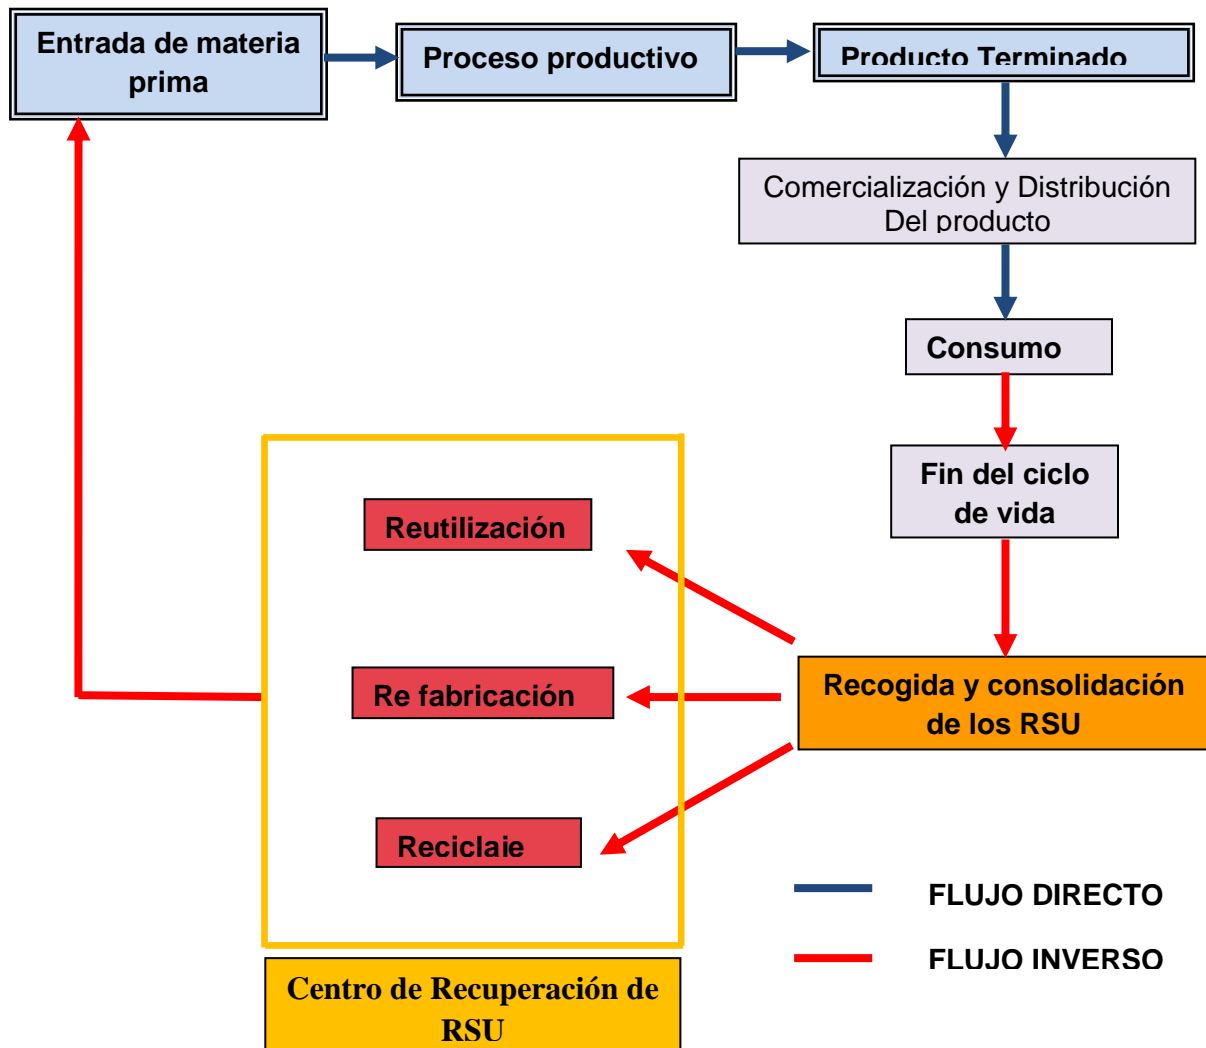 Entrada de materia
prima
Proceso productivo
Producto Terminado
Comercialización y Distribución
Del producto
Consumo
Fin del ciclo
de vida
Reutilización
Re fabricación
Recogida y consolidación
de los RSU
Reciclaje
FLUJO DIRECTO
FLUJO INVERSO
Centro de Recuperación de
RSU